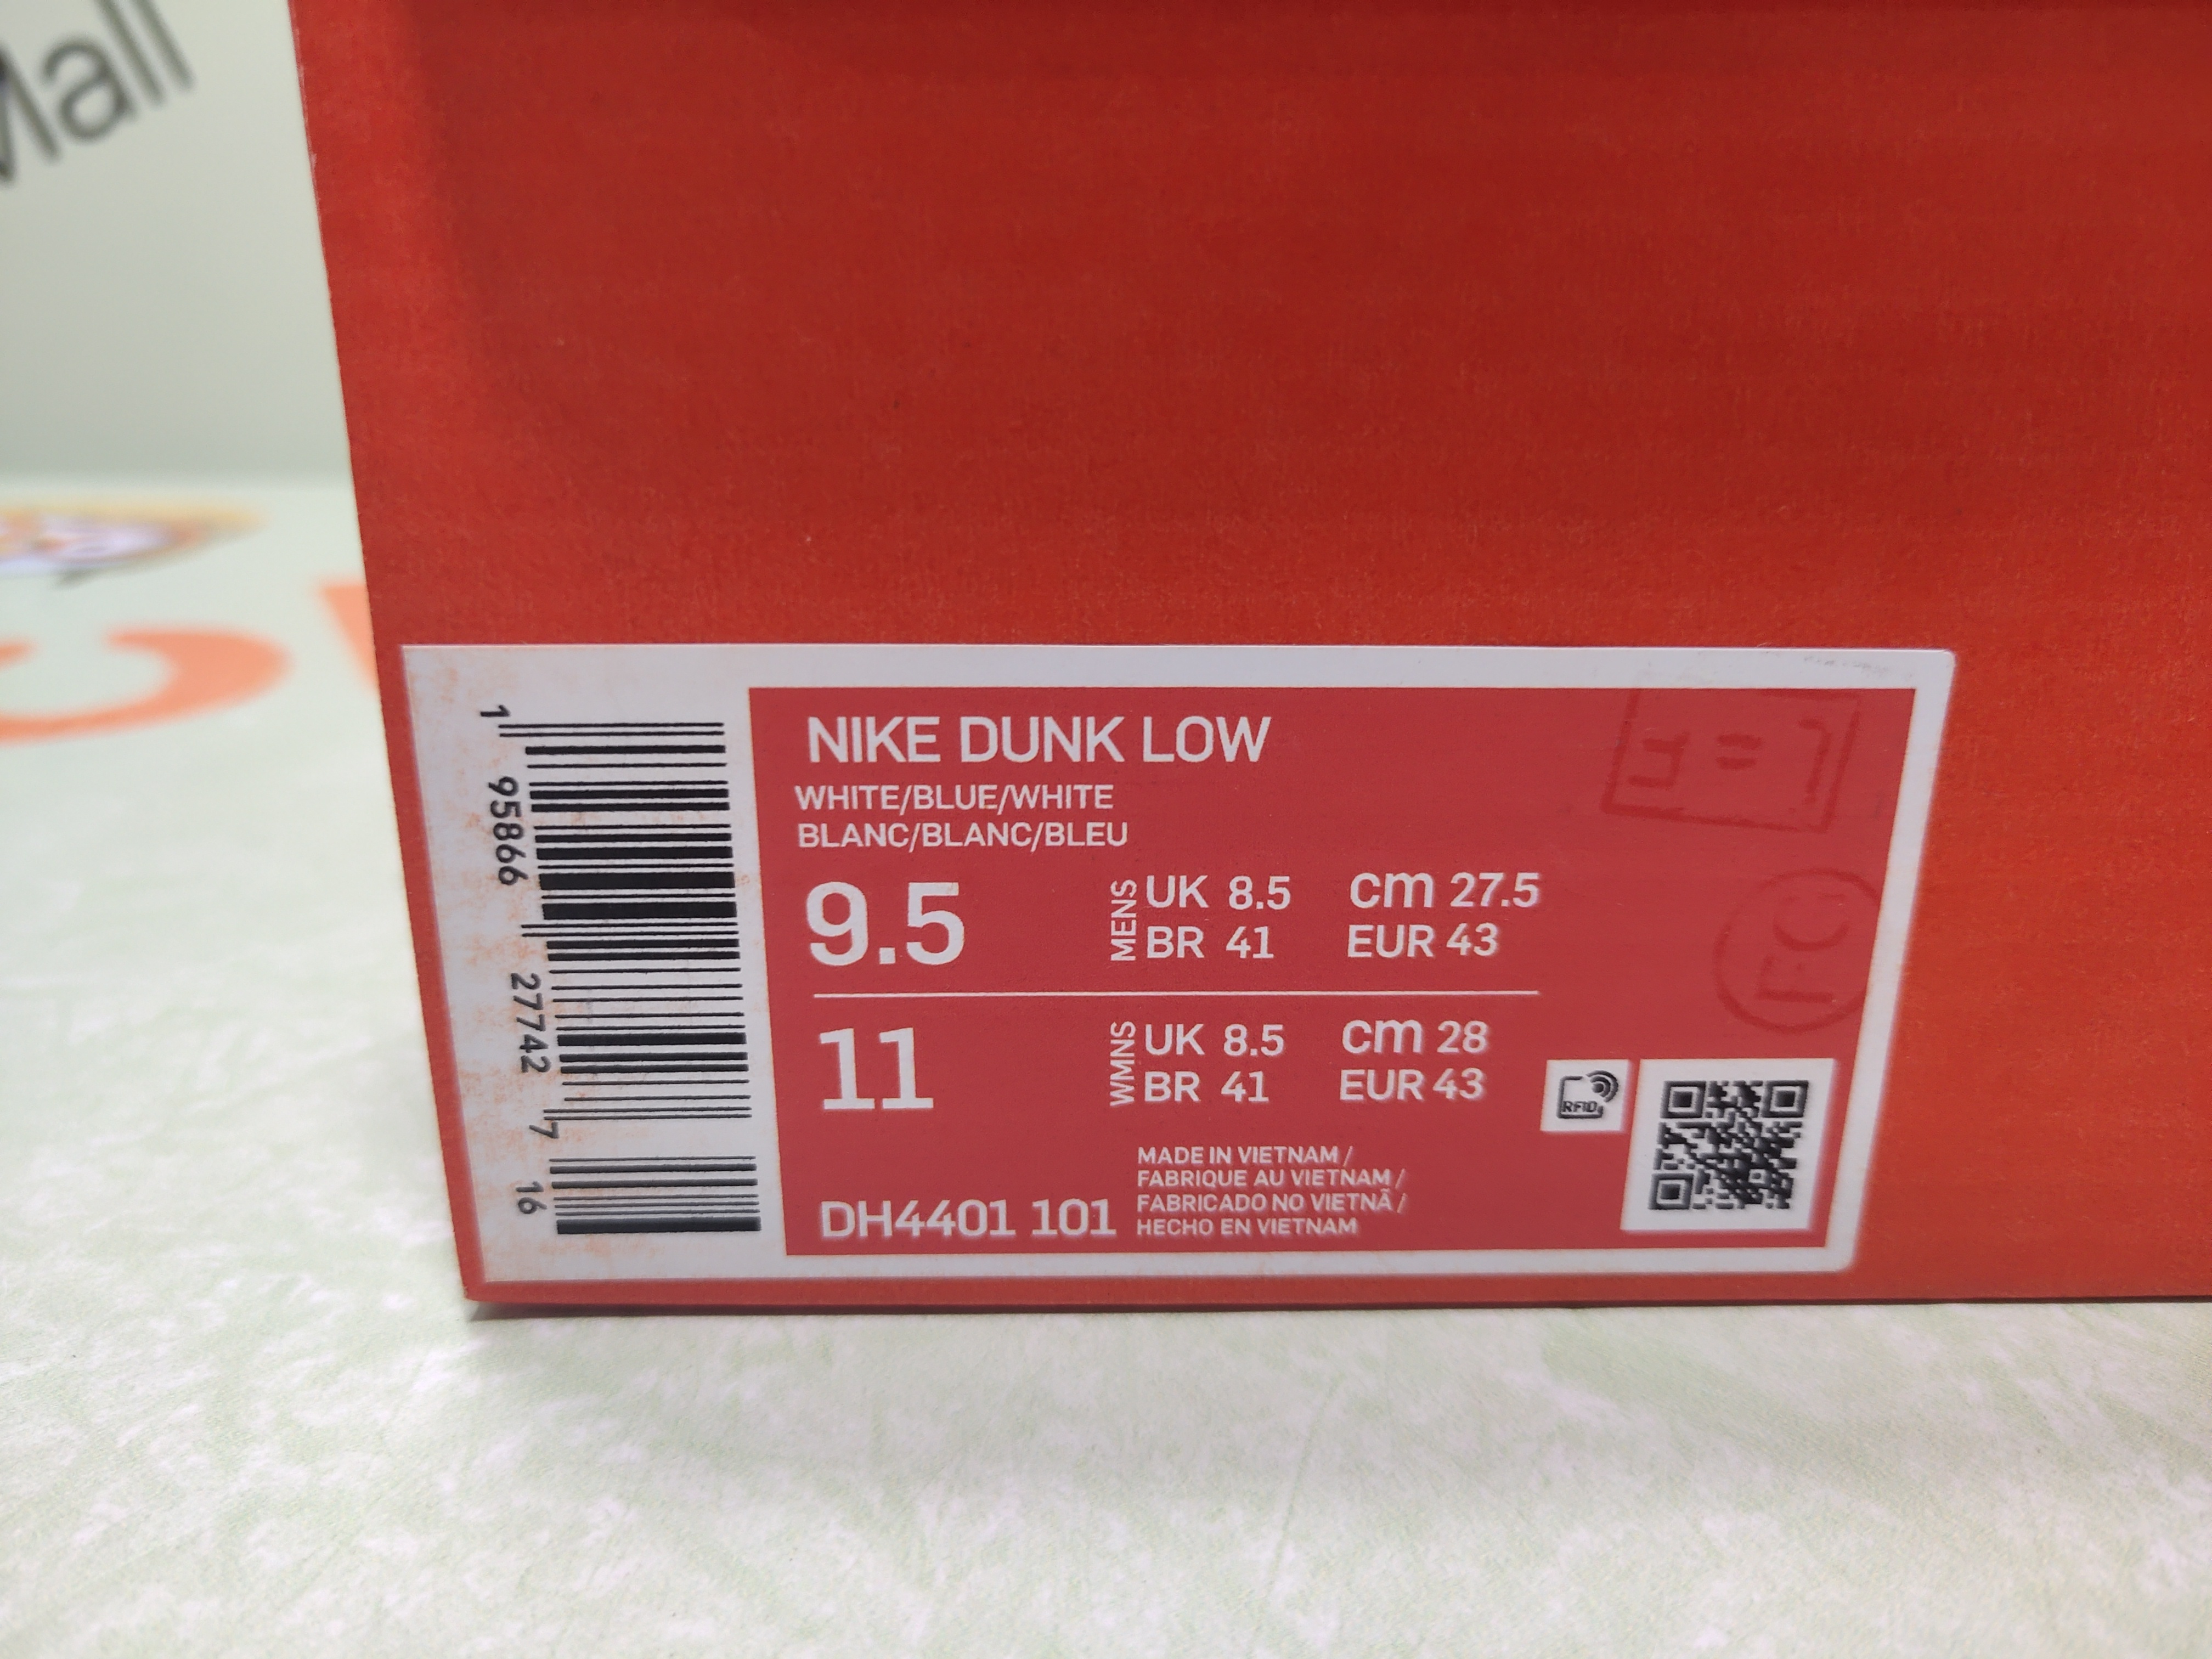 Mall
NIKE DUNK LOW
WHITE/BLUE/WHITE
BLANC/BLANC/BLEU
9.5
MENS
UK 8.5 cm 27.5
BR 41 EUR 43
11
WMNS
UK 8.5 cm 28
BR 41 EUR 43
MADE IN VIETNAM /
FABRIQUE AU VIETNAM /
FABRICADO NO VIETNÃ /
HECHO EN VIETNAM
DH4401 101
RFID
1 95866 27742 7 16